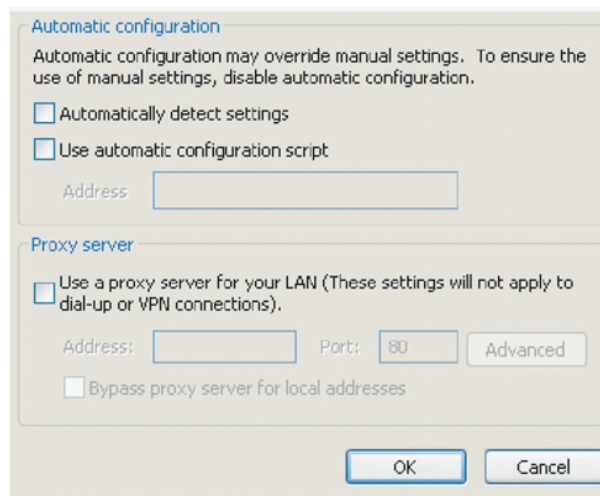 Automatic configuration
Automatic configuration may override manual settings. To ensure the
use of manual settings, disable automatic configuration.
Automatically detect settings
Use automatic configuration script
Address
Proxy server
Use a proxy server for your LAN (These settings will not apply to
dial-up or VPN connections).
Address: Port: 80 Advanced
Bypass proxy server for local addresses
OK Cancel